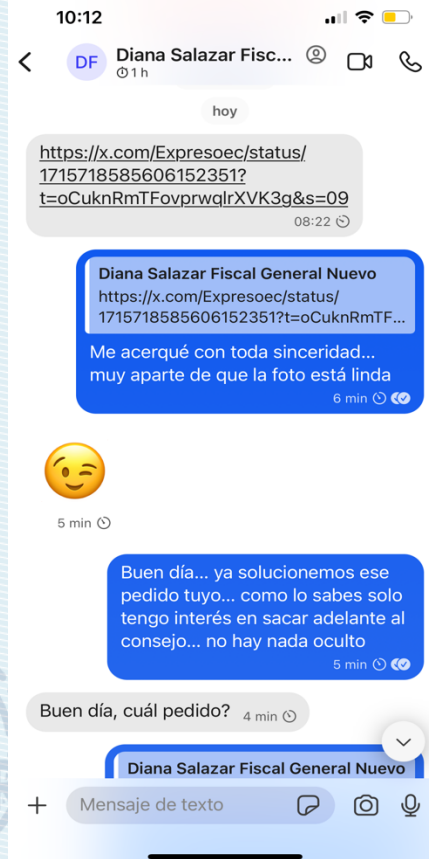 10:12
DF
Diana Salazar Fisc...
1 h
hoy
https://x.com/Expresoec/status/
1715718585606152351?
t=oCuknRmTFovprwqlrXVK3g&s=09
08:22
Diana Salazar Fiscal General Nuevo
https://x.com/Expresoec/status/
1715718585606152351?t=oCuknRmTF...
Me acerqué con toda sinceridad...
muy aparte de que la foto está linda
6 min
5 min
Buen día... ya solucionemos ese
pedido tuyo... como lo sabes solo
tengo interés en sacar adelante al
consejo... no hay nada oculto
5 min
Buen día, cuál pedido?
4 min
Diana Salazar Fiscal General Nuevo
Mensaje de texto